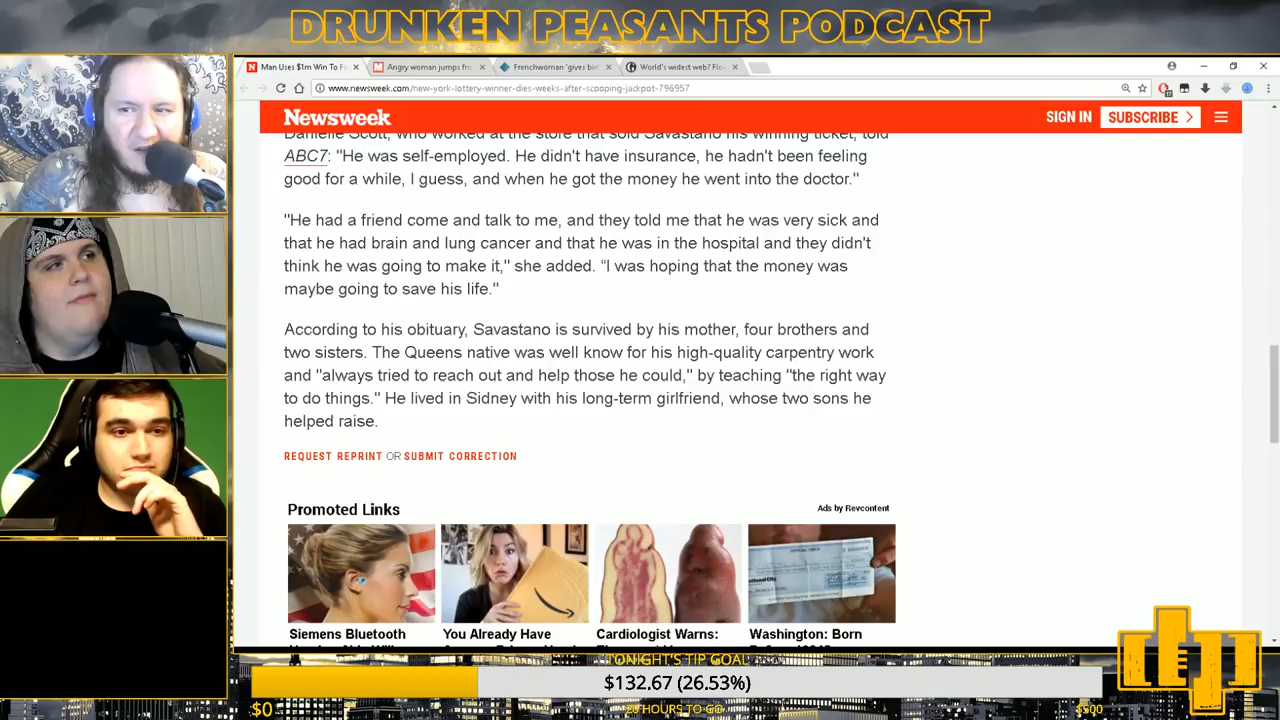 DRUNKEN PEASANTS PODCAST
Man Uses $1m Win To F
Angry woman jumps fro
Frenchwoman 'gives bir
World's widest web? Flo
www.newsweek.com/new-york-lottery-winner-dies-weeks-after-scooping-jackpot-796957
Newsweek
SIGN IN
SUBSCRIBE
Danielle Scott, who worked at the store that sold Savastano his winning ticket, told
ABC7: "He was self-employed. He didn't have insurance, he hadn't been feeling
good for a while, I guess, and when he got the money he went into the doctor."
"He had a friend come and talk to me, and they told me that he was very sick and
that he had brain and lung cancer and that he was in the hospital and they didn't
think he was going to make it," she added. “I was hoping that the money was
maybe going to save his life."
According to his obituary, Savastano is survived by his mother, four brothers and
two sisters. The Queens native was well know for his high-quality carpentry work
and "always tried to reach out and help those he could," by teaching "the right way
to do things." He lived in Sidney with his long-term girlfriend, whose two sons he
helped raise.
REQUEST REPRINT OR SUBMIT CORRECTION
Promoted Links
Ads by Revcontent
Siemens Bluetooth
You Already Have
Cardiologist Warns:
Washington: Born
TONIGHT'S TIP GOAL
$132.67 (26.53%)
$0
20 HOURS TO GO
$500